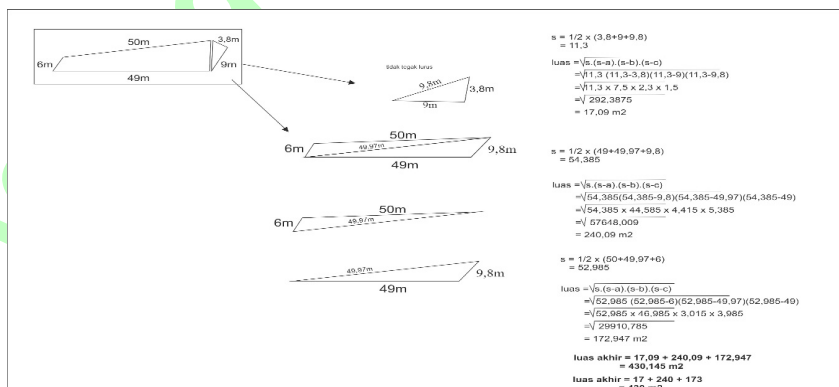 50m
3,8m
6m
9m
49m
tidak tegak lurus
9,8m
3,8m
9m
50m
6m
49,97m
9,8m
49m
50m
6m
49,97m
49,97m
9,8m
49m
s = 1/2 x (3,8+9+9,8)
= 11,3
luas =√s.(s-a).(s-b).(s-c)
=√11,3 (11,3-3,8)(11,3-9)(11,3-9,8)
=√11,3 x 7,5 x 2,3 x 1,5
=√ 292,3875
= 17,09 m2
s = 1/2 x (49+49,97+9,8)
= 54,385
luas =√s.(s-a).(s-b).(s-c)
=√54,385(54,385-9,8)(54,385-49,97)(54,385-49)
=√54,385 x 44,585 x 4,415 x 5,385
=√ 57648,009
= 240,09 m2
s = 1/2 x (50+49,97+6)
= 52,985
luas =√s.(s-a).(s-b).(s-c)
=√52,985 (52,985-6)(52,985-49,97)(52,985-49)
=√52,985 x 46,985 x 3,015 x 3,985
=√ 29910,785
= 172,947 m2
luas akhir = 17,09 + 240,09 + 172,947
= 430,145 m2
luas akhir = 17 + 240 + 173